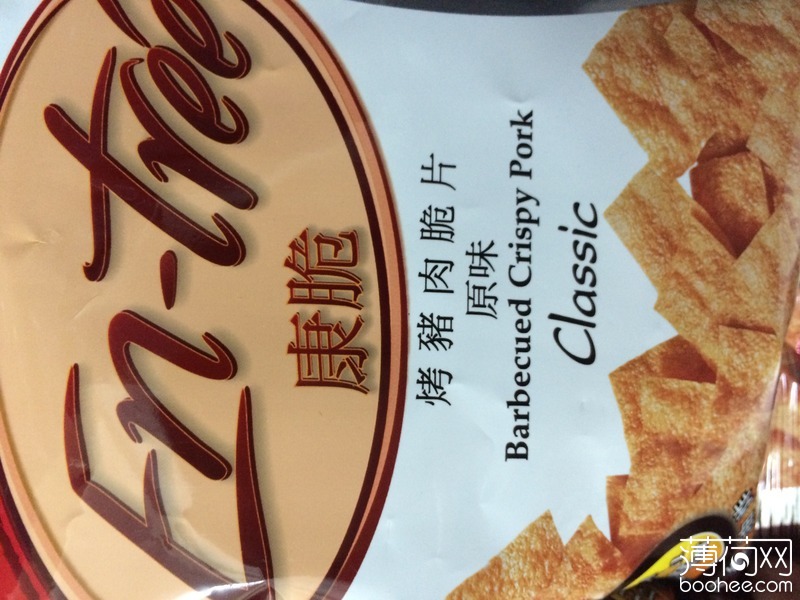 En-tree
康脆
烤豬肉脆片
原味
Barbecued Crispy Pork
Classic
薄荷网
boohee.com